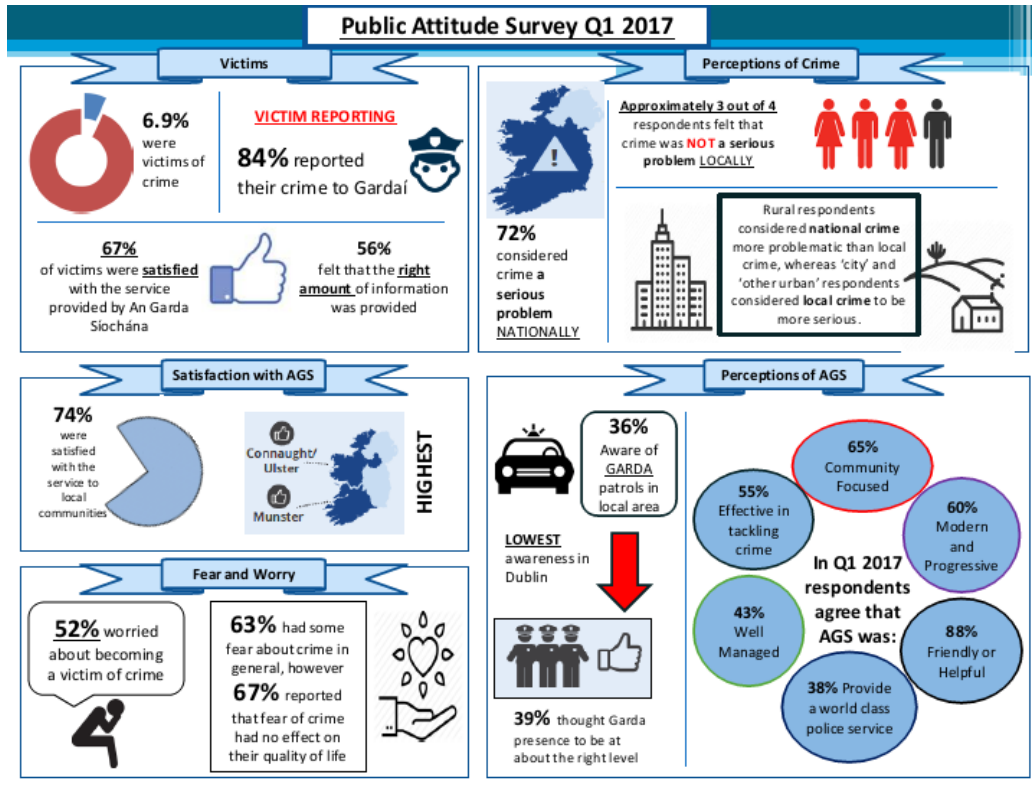 Public Attitude Survey Q1 2017
Victims
6.9%
were
victims of
crime
VICTIM REPORTING
84% reported
their crime to Gardaí
67%
of victims were satisfied
with the service
provided by An Garda
Síochána
56%
felt that the right
amount of information
was provided
Perceptions of Crime
72%
considered
crime a
serious
problem
NATIONALLY
Approximately 3 out of 4
respondents felt that
crime was NOT a serious
problem LOCALLY
Rural respondents
considered national crime
more problematic than local
crime, whereas ‘city’ and
‘other urban’ respondents
considered local crime to be
more serious.
Satisfaction with AGS
74%
were
satisfied
with the
service to
local
communities
Connaught/
Ulster
Munster
HIGHEST
Fear and Worry
52% worried
about becoming
a victim of crime
63% had some
fear about crime in
general, however
67% reported
that fear of crime
had no effect on
their quality of life
Perceptions of AGS
36%
Aware of
GARDA
patrols in
local area
LOWEST
awareness in
Dublin
39% thought Garda
presence to be at
about the right level
65%
Community
Focused
55%
Effective in
tackling
crime
60%
Modern
and
Progressive
In Q1 2017
respondents
agree that
AGS was:
43%
Well
Managed
88%
Friendly or
Helpful
38% Provide
a world class
police service